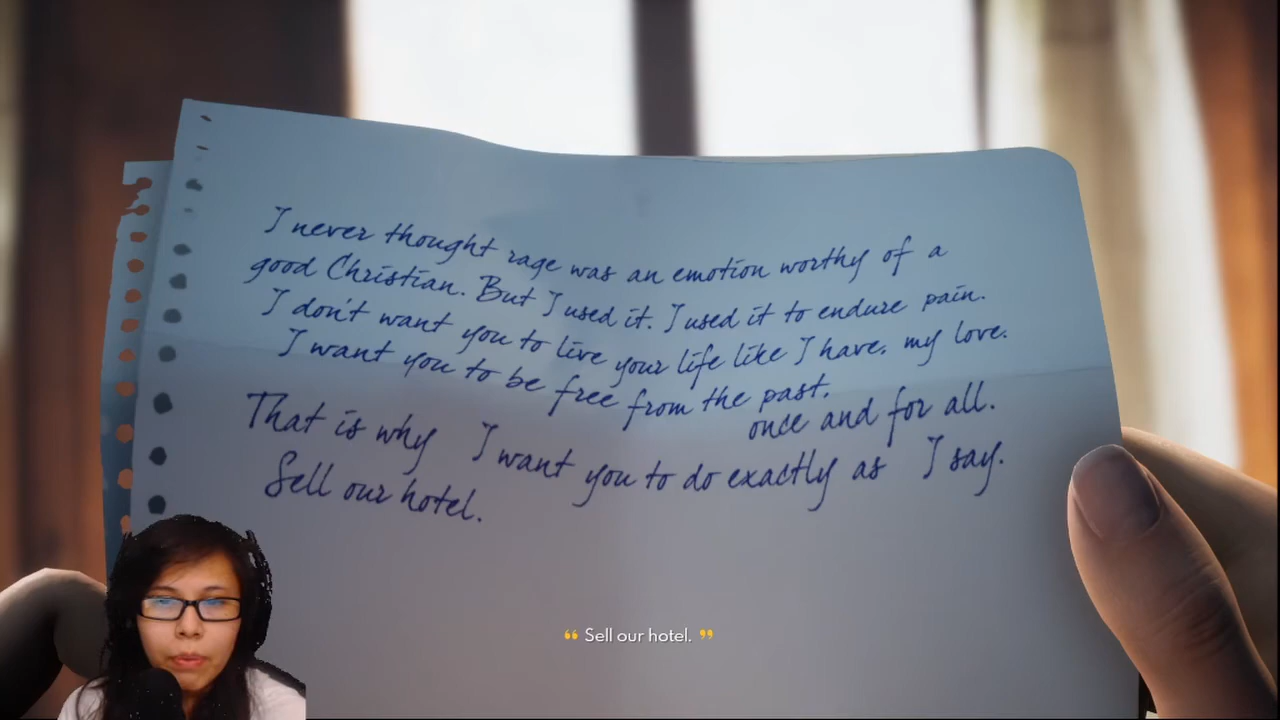 I never thought rage was an emotion worthy of a
good Christian. But I used it. I used it to endure pain.
I don't want you to live your life like I have, my love.
I want you to be free from the past,
once and for all.
That is why I want you to do exactly as I say.
Sell our hotel.
“ Sell our hotel. ”